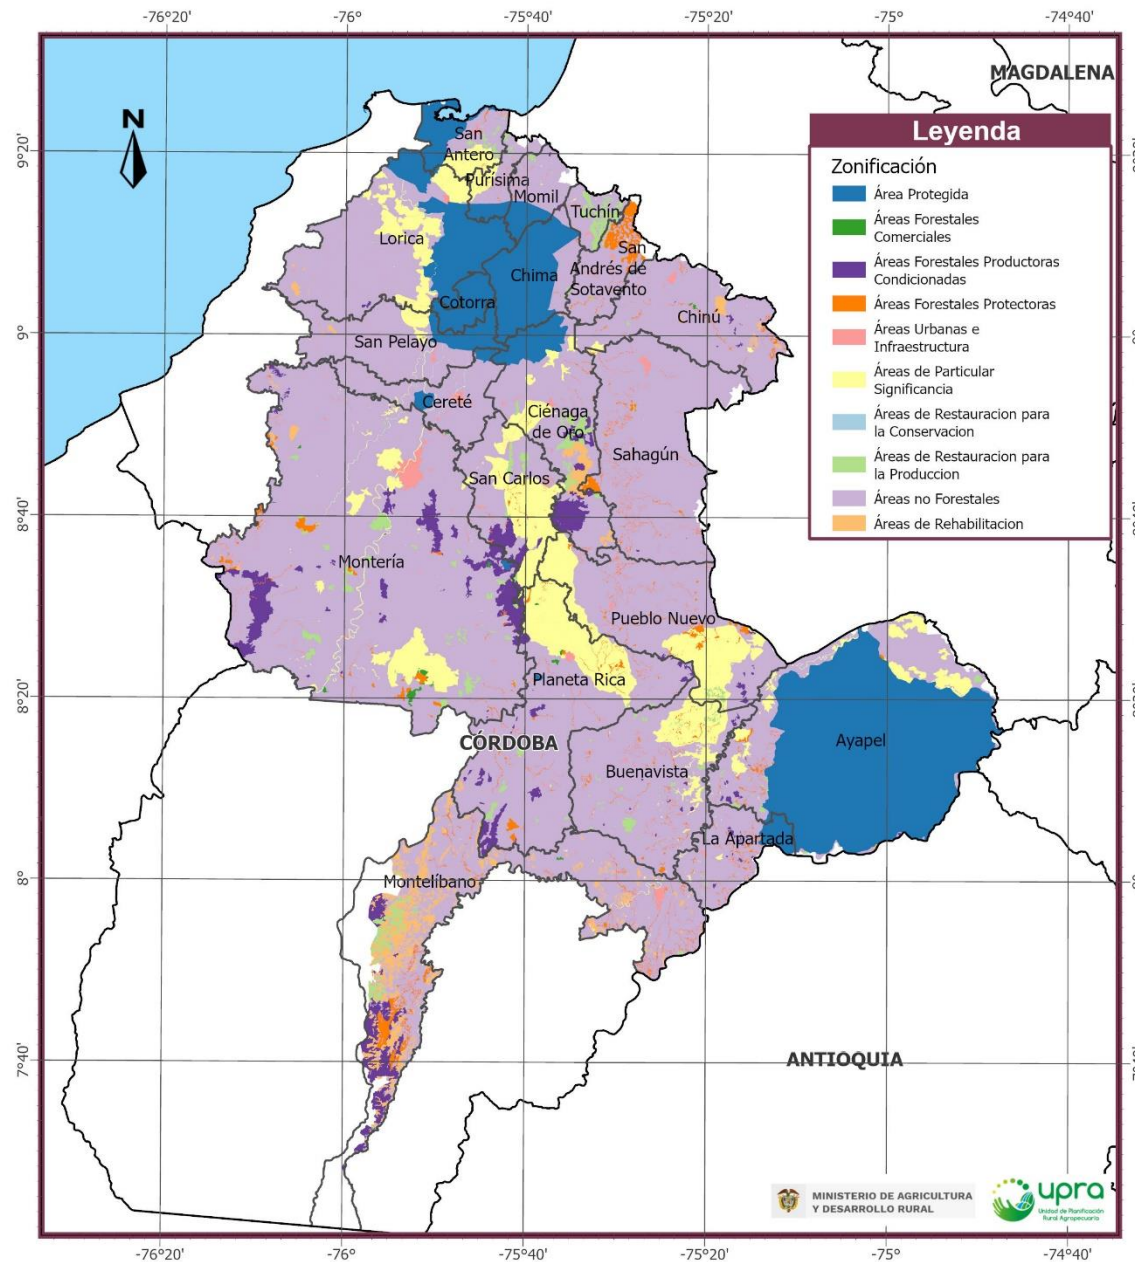 -76°20'
-76°
-75°40'
-75°20'
-75°
-74°40'
MAGDALENA
N
Leyenda
Zonificación
Área Protegida
Áreas Forestales
Comerciales
Áreas Forestales Productoras
Condicionadas
Áreas Forestales Protectoras
Áreas Urbanas e
Infraestructura
Áreas de Particular
Significancia
Áreas de Restauracion para
la Conservacion
Áreas de Restauracion para
la Produccion
Áreas no Forestales
Áreas de Rehabilitacion
9°20'
9°
8°40'
8°20'
8°
7°40'
San
Antero
Purísima
Momil
Tuchín
Lorica
San
Andrés de
Sotavento
Chima
Cotorra
Chinú
San Pelayo
Cereté
Ciénaga
de Oro
Sahagún
San Carlos
Montería
Pueblo Nuevo
Planeta Rica
CÓRDOBA
Ayapel
Buenavista
La Apartada
Montelíbano
ANTIOQUIA
MINISTERIO DE AGRICULTURA
Y DESARROLLO RURAL
upra
Unidad de Planificación
Rural Agropecuaria
-76°20'
-76°
-75°40'
-75°20'
-75°
-74°40'